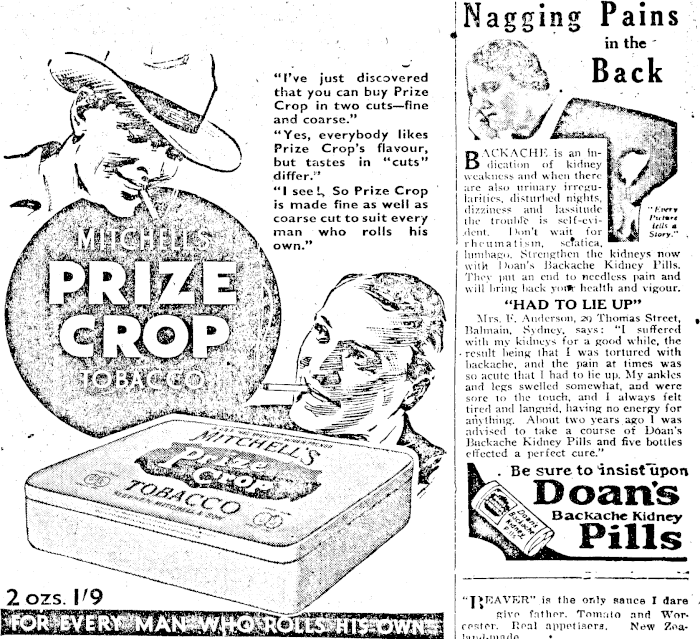 "I've just discovered
that you can buy Prize
Crop in two cuts—fine
and coarse."
"Yes, everybody likes
Prize Crop's flavour,
but tastes in "cuts"
differ."
"I see!, So Prize Crop
is made fine as well as
coarse cut to suit every
man who rolls his
own."
MITCHELL'S
PRIZE
CROP
TOBACCO
MITCHELL'S
Prize
Crop
TOBACCO
2 ozs. 1'9
FOR EVERY MAN WHO ROLLS HIS OWN
Nagging Pains
in the
Back
BACKACHE is an in-
dication of kidney
weakness and when there
are also urinary irregu-
larities, disturbed nights,
dizziness and lassitude
the trouble is self-evi-
dent. Don't wait for
rheumatism, sciatica,
lumbago. Strengthen the kidneys now
with Doan's Backache Kidney Pills.
They put an end to needless pain and
will bring back your health and vigour.
"Every
Picture
tells a
Story."
"HAD TO LIE UP"
Mrs. F. Anderson, 29 Thomas Street,
Balmain, Sydney, says: "I suffered
with my kidneys for a good while, the
result being that I was tortured with
backache, and the pain at times was
so acute that I had to lie up. My ankles
and legs swelled somewhat, and were
sore to the touch, and I always felt
tired and languid, having no energy for
anything. About two years ago I was
advised to take a course of Doan's
Backache Kidney Pills and five bottles
effected a perfect cure."
Be sure to insist upon
Doan's
Backache Kidney
Pills
"BEAVER" is the only sauce I dare
give father. Tomato and Wor-
cester. Real appetisers. New Zea-
land-made.